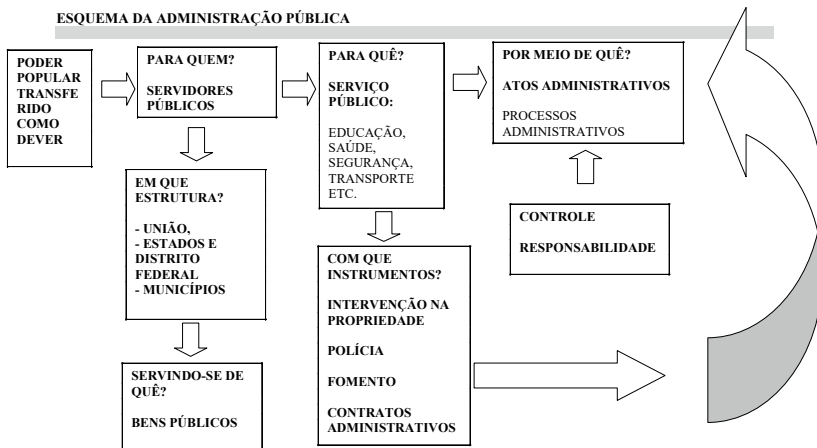 ESQUEMA DA ADMINISTRAÇÃO PÚBLICA
PODER
POPULAR
TRANSFE
RIDO
COMO
DEVER
PARA QUEM?
SERVIDORES
PÚBLICOS
PARA QUÊ?
SERVIÇO
PÚBLICO:
EDUCAÇÃO,
SAÚDE,
SEGURANÇA,
TRANSPORTE
ETC.
POR MEIO DE QUÊ?
ATOS ADMINISTRATIVOS
PROCESSOS
ADMINISTRATIVOS
EM QUE
ESTRUTURA?
- UNIÃO,
- ESTADOS E
DISTRITO
FEDERAL
- MUNICÍPIOS
CONTROLE
RESPONSABILIDADE
COM QUE
INSTRUMENTOS?
INTERVENÇÃO NA
PROPRIEDADE
POLÍCIA
FOMENTO
CONTRATOS
ADMINISTRATIVOS
SERVINDO-SE DE
QUÊ?
BENS PÚBLICOS